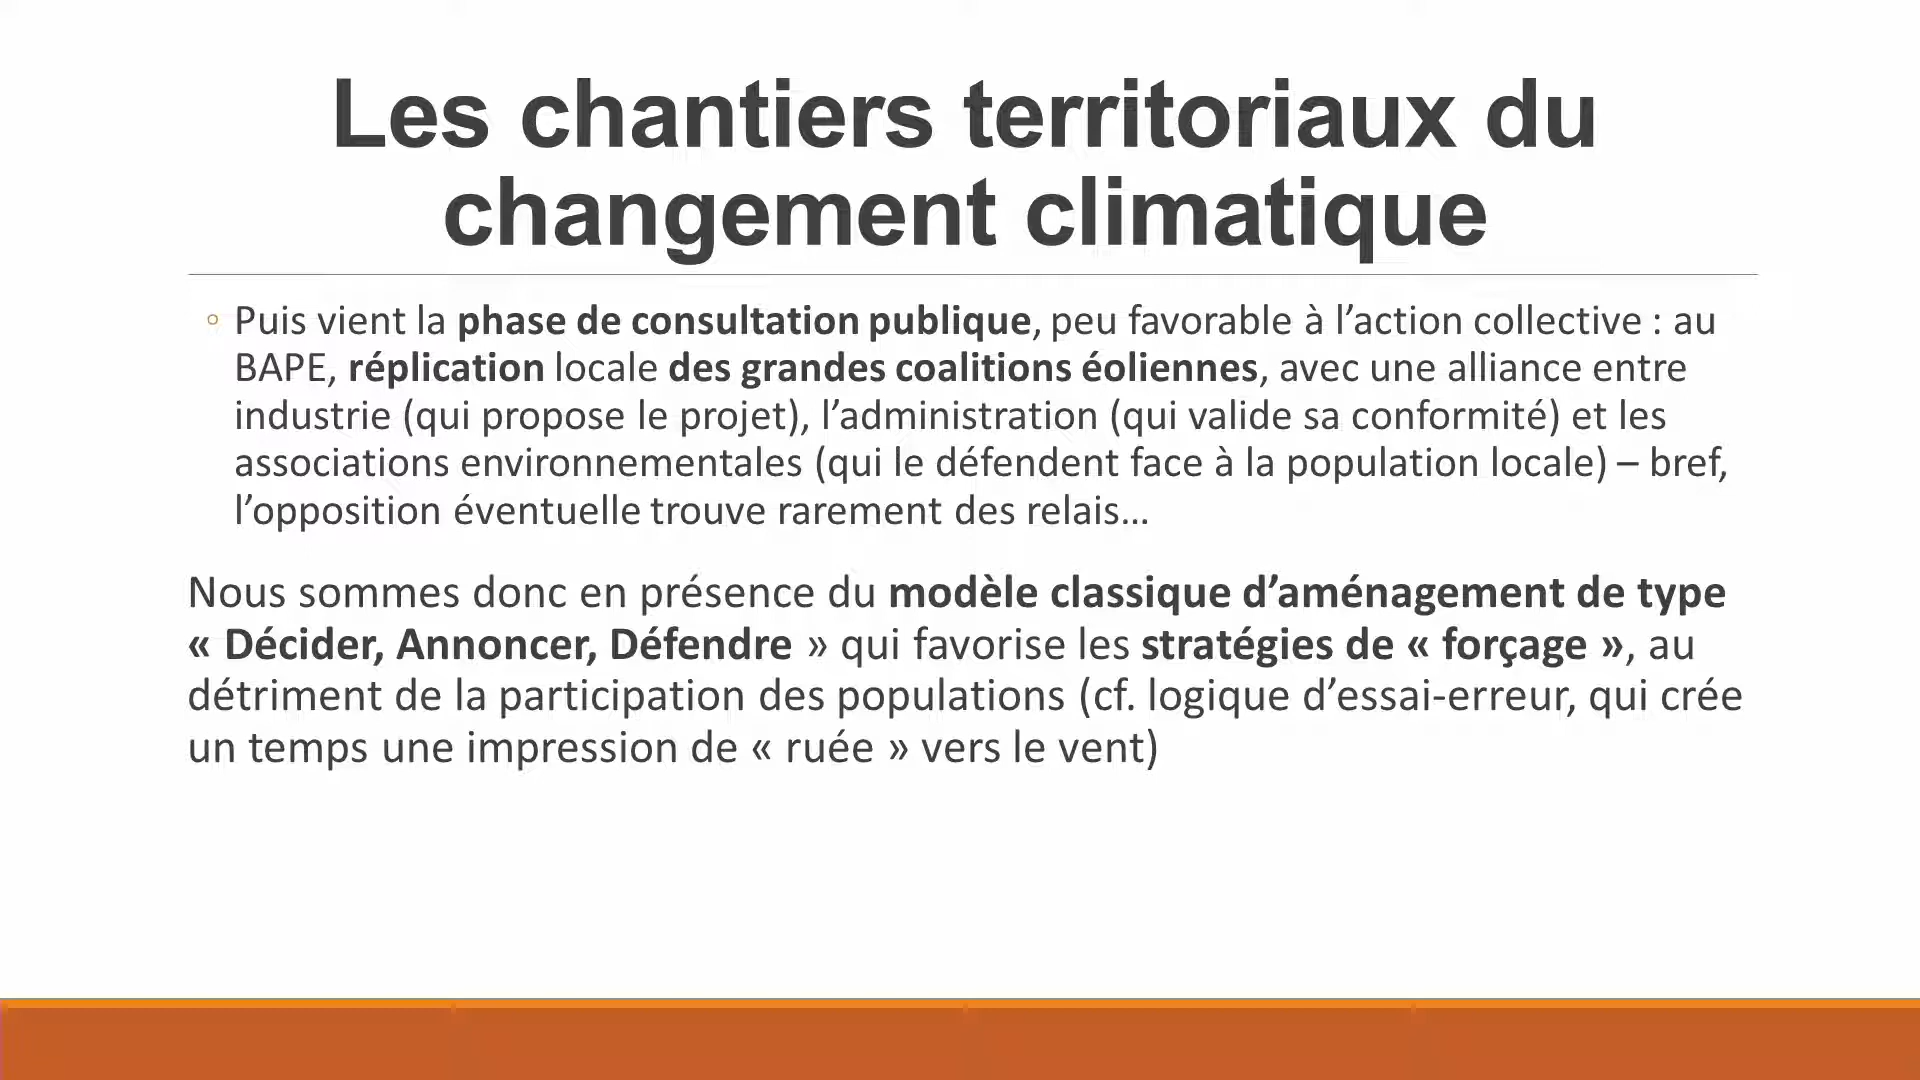 Les chantiers territoriaux du
changement climatique
◦ Puis vient la phase de consultation publique, peu favorable à l’action collective : au
BAPE, réplication locale des grandes coalitions éoliennes, avec une alliance entre
industrie (qui propose le projet), l’administration (qui valide sa conformité) et les
associations environnementales (qui le défendent face à la population locale) – bref,
l’opposition éventuelle trouve rarement des relais…
Nous sommes donc en présence du modèle classique d’aménagement de type
« Décider, Annoncer, Défendre » qui favorise les stratégies de « forçage », au
détriment de la participation des populations (cf. logique d’essai-erreur, qui crée
un temps une impression de « ruée » vers le vent)